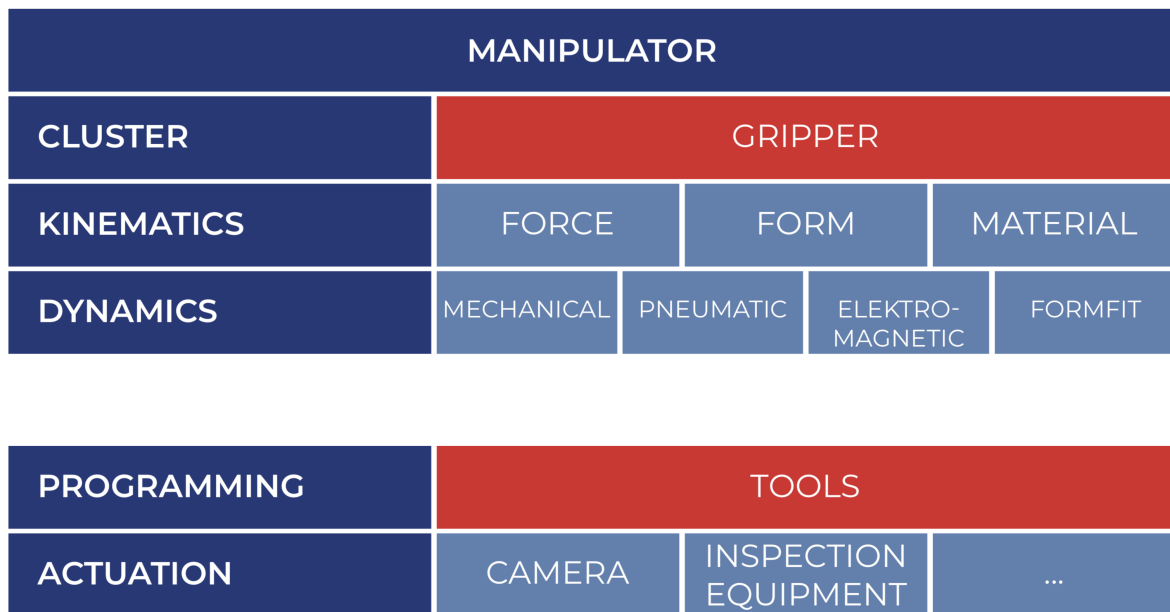 MANIPULATOR
CLUSTER
GRIPPER
KINEMATICS
FORCE
FORM
MATERIAL
DYNAMICS
MECHANICAL
PNEUMATIC
ELEKTRO-
MAGNETIC
FORMFIT
PROGRAMMING
TOOLS
ACTUATION
CAMERA
INSPECTION
EQUIPMENT
...